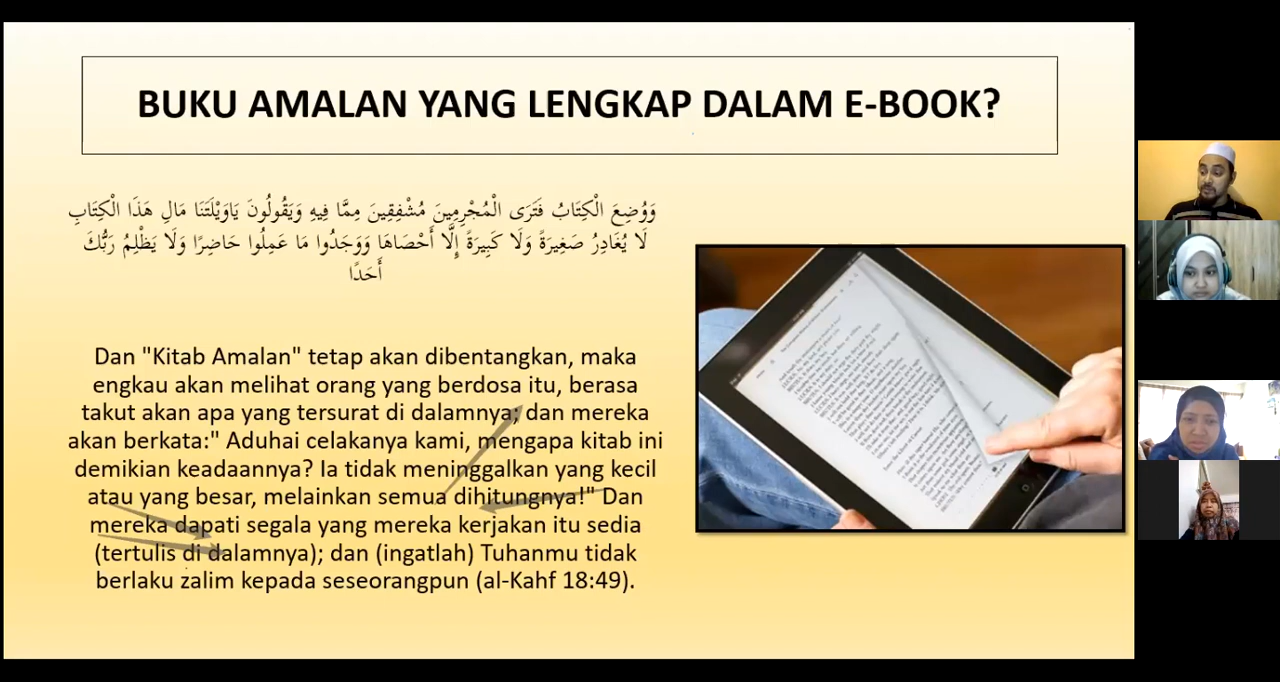 BUKU AMALAN YANG LENGKAP DALAM E-BOOK?
وَوُضِعَ الْكِتَابُ فَتَرَى الْمُجْرِمِينَ مُشْفِقِينَ مِمَّا فِيهِ وَيَقُولُونَ يَاوَيْلَتَنَا مَالِ هَذَا الْكِتَابِ
لَا يُغَادِرُ صَغِيرَةً وَلَا كَبِيرَةً إِلَّا أَحْصَاهَا وَوَجَدُوا مَا عَمِلُوا حَاضِرًا وَلَا يَظْلِمُ رَبُّكَ
أَحَدًا
Dan "Kitab Amalan" tetap akan dibentangkan, maka
engkau akan melihat orang yang berdosa itu, berasa
takut akan apa yang tersurat di dalamnya; dan mereka
akan berkata:" Aduhai celakanya kami, mengapa kitab ini
demikian keadaannya? Ia tidak meninggalkan yang kecil
atau yang besar, melainkan semua dihitungnya!" Dan
mereka dapati segala yang mereka kerjakan itu sedia
(tertulis di dalamnya); dan (ingatlah) Tuhanmu tidak
berlaku zalim kepada seseorangpun (al-Kahf 18:49).